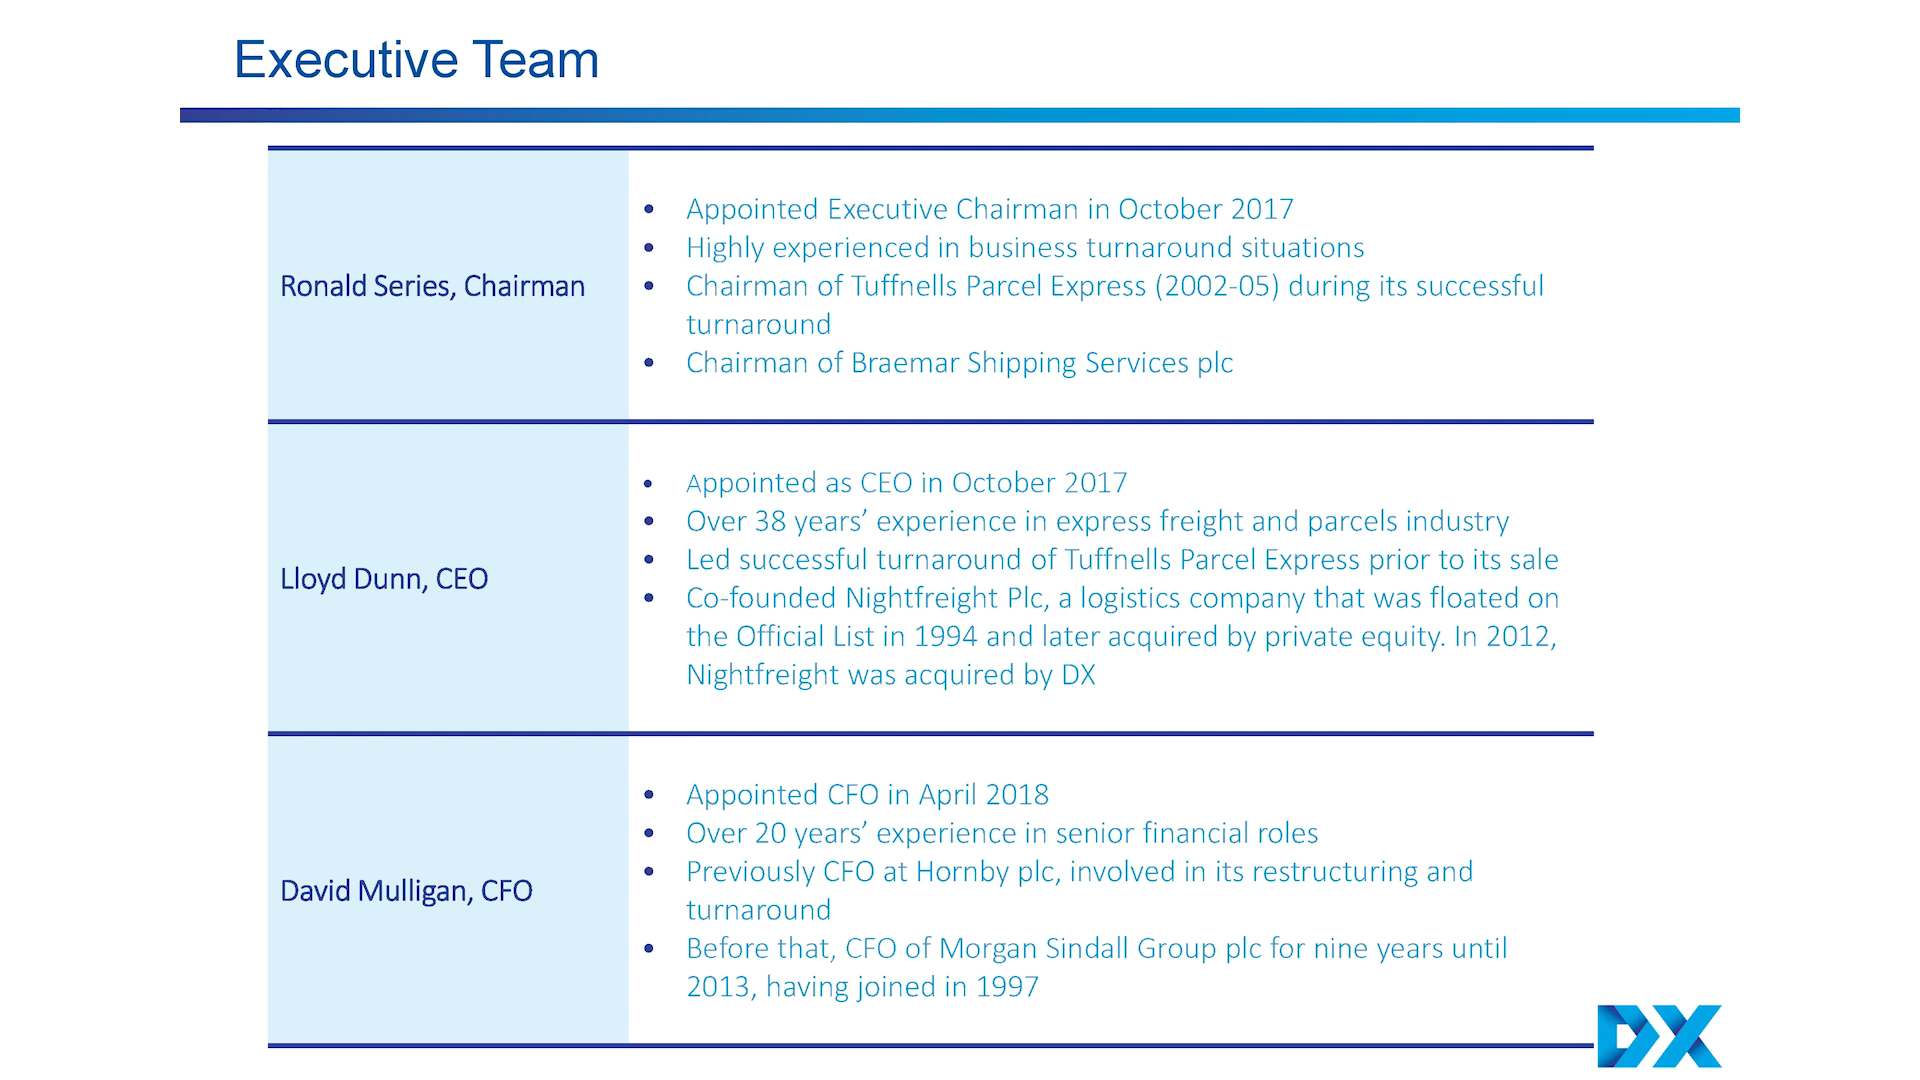 Executive Team
Ronald Series, Chairman
• Appointed Executive Chairman in October 2017
• Highly experienced in business turnaround situations
• Chairman of Tuffnells Parcel Express (2002-05) during its successful
turnaround
• Chairman of Braemar Shipping Services plc
Lloyd Dunn, CEO
• Appointed as CEO in October 2017
• Over 38 years’ experience in express freight and parcels industry
• Led successful turnaround of Tuffnells Parcel Express prior to its sale
• Co-founded Nightfreight Plc, a logistics company that was floated on
the Official List in 1994 and later acquired by private equity. In 2012,
Nightfreight was acquired by DX
David Mulligan, CFO
• Appointed CFO in April 2018
• Over 20 years’ experience in senior financial roles
• Previously CFO at Hornby plc, involved in its restructuring and
turnaround
• Before that, CFO of Morgan Sindall Group plc for nine years until
2013, having joined in 1997
DX